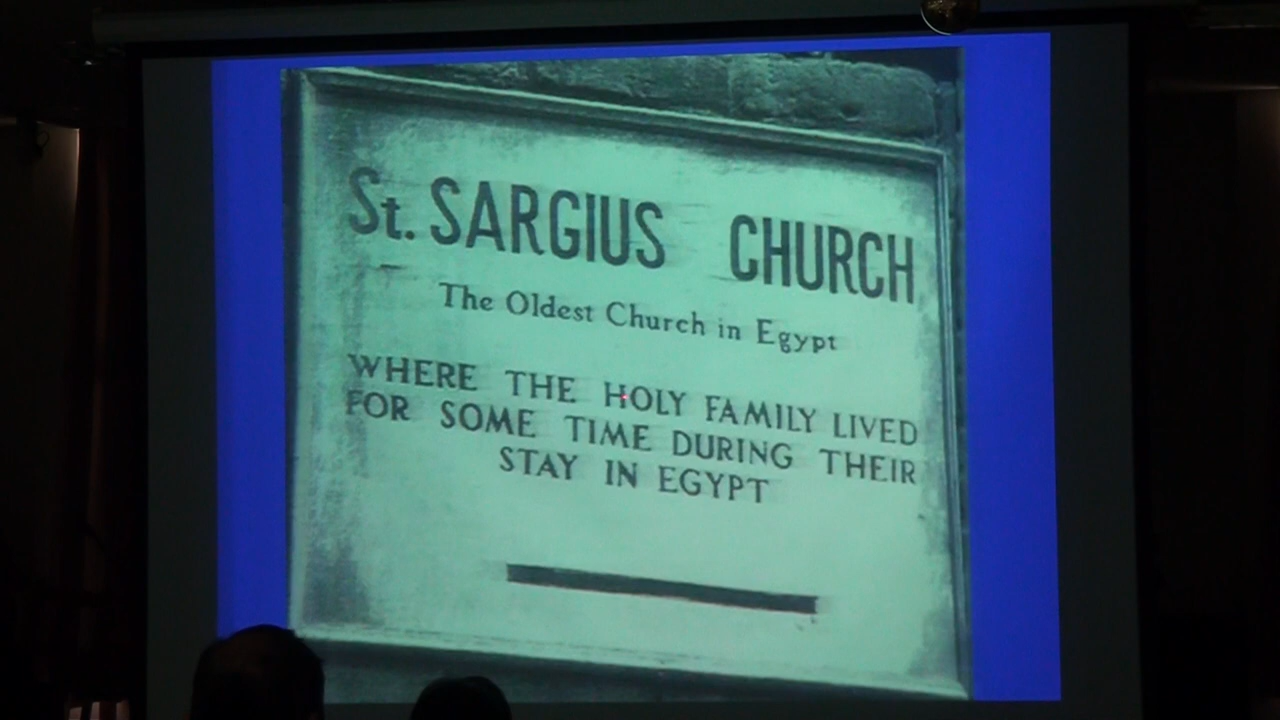 St. SARGIUS CHURCH
The Oldest Church in Egypt
WHERE THE HOLY FAMILY LIVED
FOR SOME TIME DURING THEIR
STAY IN EGYPT